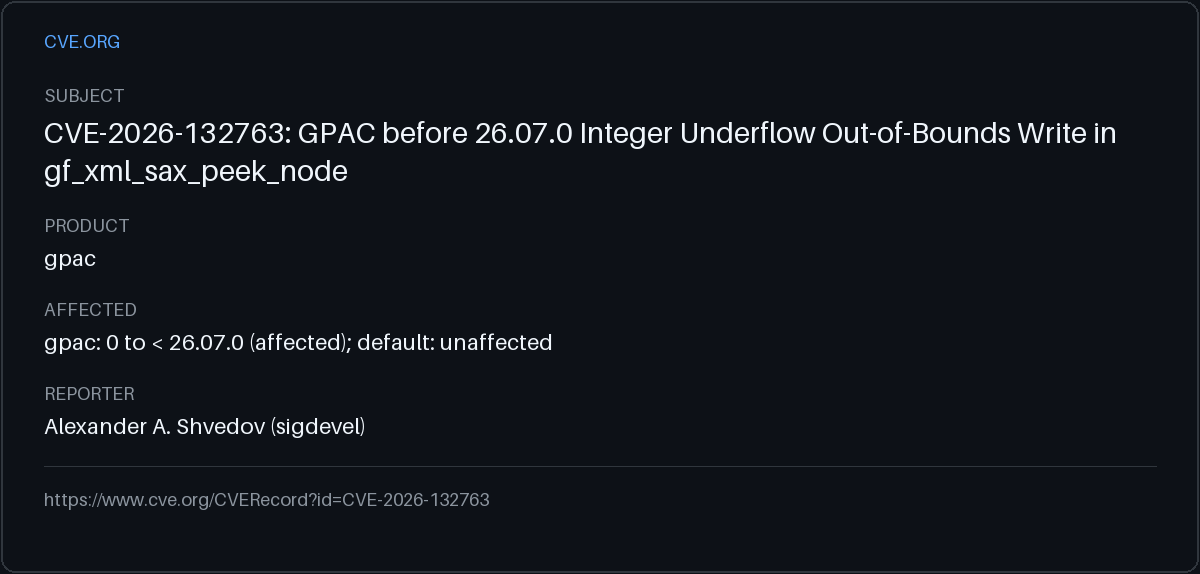 CVE.ORG
SUBJECT
CVE-2026-132763: GPAC before 26.07.0 Integer Underflow Out-of-Bounds Write in
gf_xml_sax_peek_node
PRODUCT
gpac
AFFECTED
gpac: 0 to < 26.07.0 (affected); default: unaffected
REPORTER
Alexander A. Shvedov (sigdevel)
https://www.cve.org/CVERecord?id=CVE-2026-132763